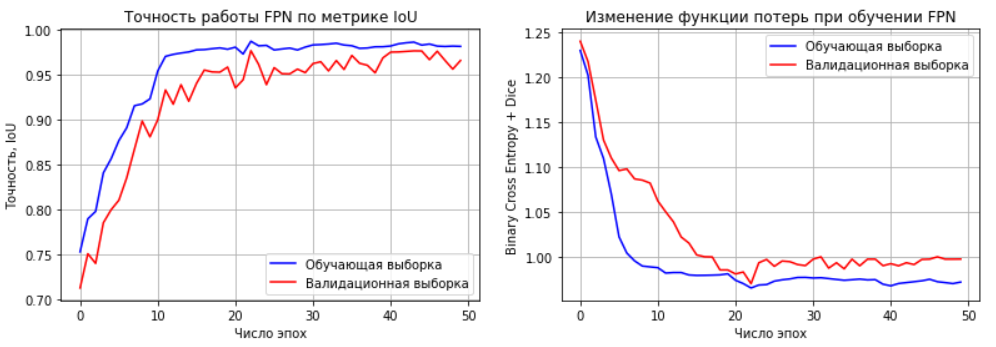 Точность работы FPN по метрике IoU
1.00
0.95
0.90
0.85
0.80
0.75
0.70
Точность, IoU
0 10 20 30 40 50
Число эпох
Обучающая выборка
Валидационная выборка
Изменение функции потерь при обучении FPN
1.25
1.20
1.15
1.10
1.05
1.00
Binary Cross Entropy + Dice
0 10 20 30 40 50
Число эпох
Обучающая выборка
Валидационная выборка